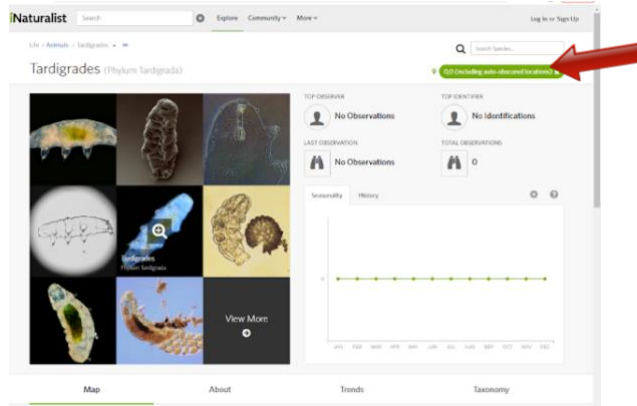 iNaturalist
Search
Explore Community More
Log In or Sign Up
Life Animals Tardigrades
Search Species...
Tardigrades (Phylum Tardigrada)
0,0 (including auto-obscured locations)
TOP OBSERVER
No Observations
TOP IDENTIFIER
No Identifications
LAST OBSERVATION
No Observations
TOTAL OBSERVATIONS
0
Seasonality History
Tardigrades
Phylum Tardigrada
View More
0
JAN FEB MAR APR MAY JUN JUL AUG SEP OCT NOV DEC
Map About Trends Taxonomy